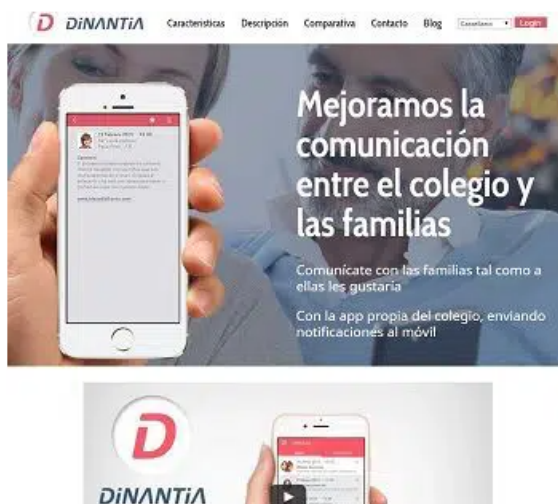 DiNANTiA
Características Descripción Comparativa Contacto Blog Castellano Login
Mejoramos la
comunicación
entre el colegio y
las familias
Comunícate con las familias tal como a
ellas les gustaría
Con la app propia del colegio, enviando
notificaciones al móvil
DiNANTiA